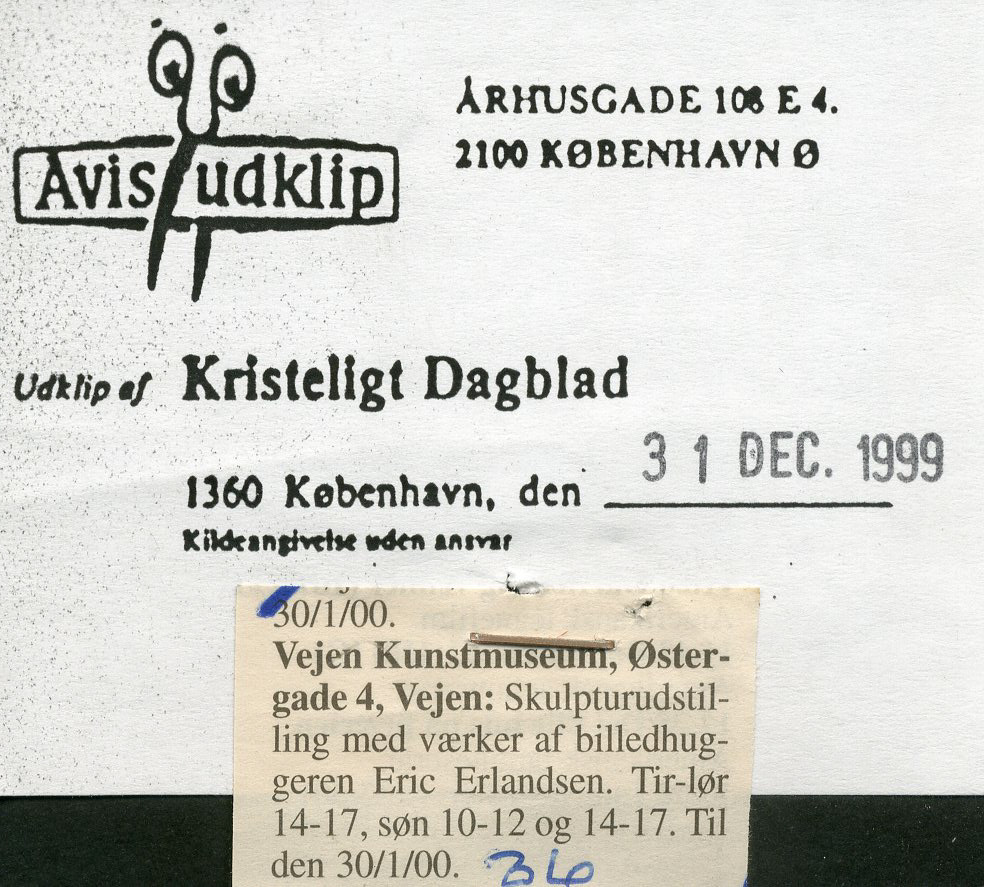 Avis udklip
ÅRHUSGADE 108 E 4.
2100 KØBENHAVN Ø
Udklip af Kristeligt Dagblad
31 DEC. 1999
1360 København, den
Kildeangivelse uden ansvar
30/1/00.
Vejen Kunstmuseum, Øster-
gade 4, Vejen: Skulpturudstil-
ling med værker af billedhug-
geren Eric Erlandsen. Tir-lør
14-17, søn 10-12 og 14-17. Til
den 30/1/00. 36